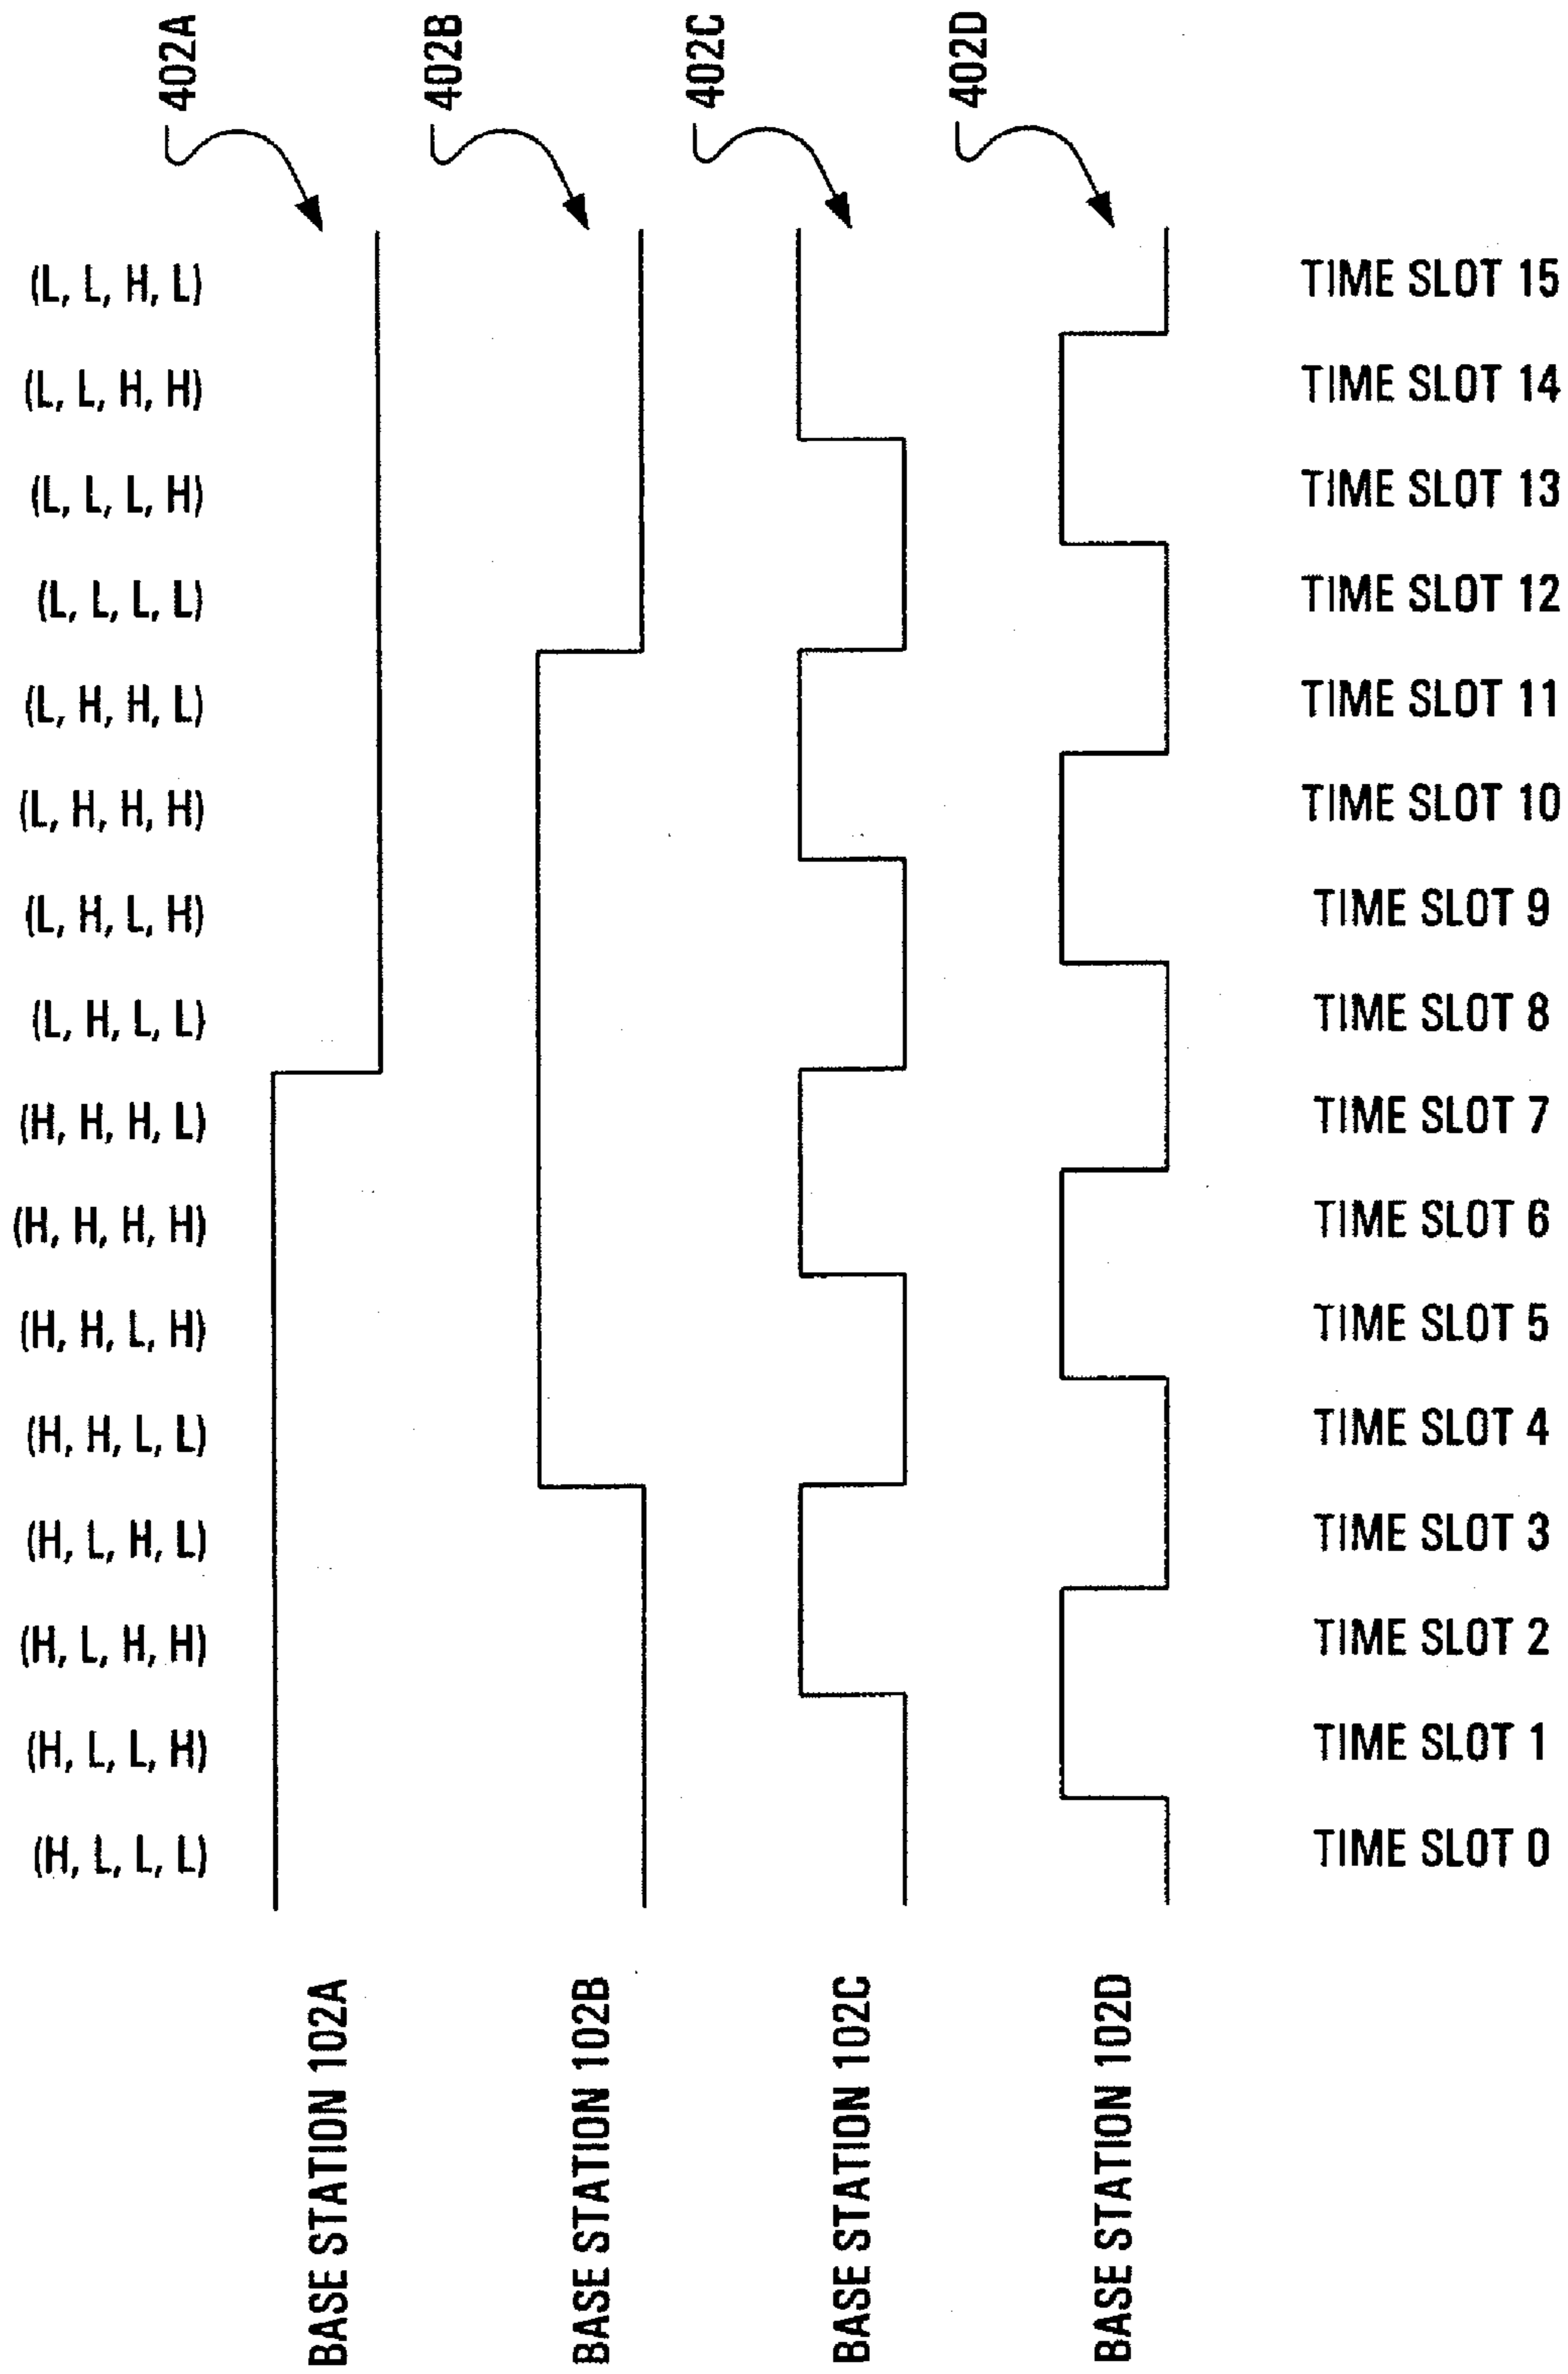 402A
402B
402C
402D
(L, L, H, L)
TIME SLOT 15
(L, L, H, H)
TIME SLOT 14
(L, L, L, H)
TIME SLOT 13
(L, L, L, L)
TIME SLOT 12
(L, H, H, L)
TIME SLOT 11
(L, H, H, H)
TIME SLOT 10
(L, H, L, H)
TIME SLOT 9
(L, H, L, L)
TIME SLOT 8
(H, H, H, L)
TIME SLOT 7
(H, H, H, H)
TIME SLOT 6
(H, H, L, H)
TIME SLOT 5
(H, H, L, L)
TIME SLOT 4
(H, L, H, L)
TIME SLOT 3
(H, L, H, H)
TIME SLOT 2
(H, L, L, H)
TIME SLOT 1
(H, L, L, L)
TIME SLOT 0
BASE STATION 102A
BASE STATION 102B
BASE STATION 102C
BASE STATION 102D